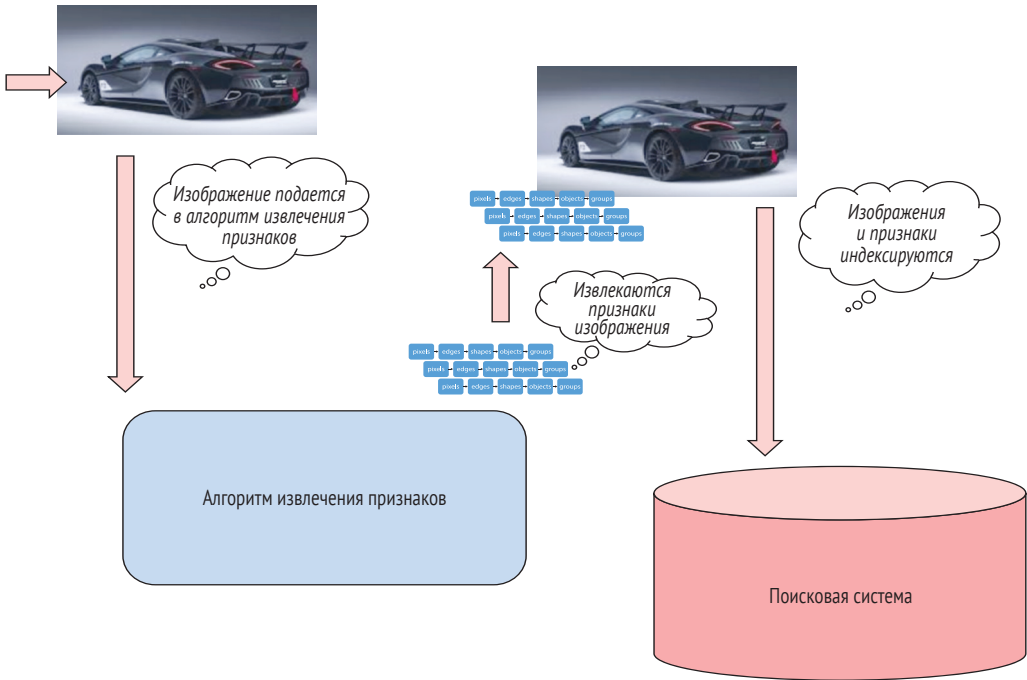 Изображение подается
в алгоритм извлечения
признаков
pixels edges shapes objects groups
pixels edges shapes objects groups
pixels edges shapes objects groups
Изображения
и признаки
индексируются
Извлекаются
признаки
изображения
pixels edges shapes objects groups
pixels edges shapes objects groups
pixels edges shapes objects groups
Алгоритм извлечения признаков
Поисковая система